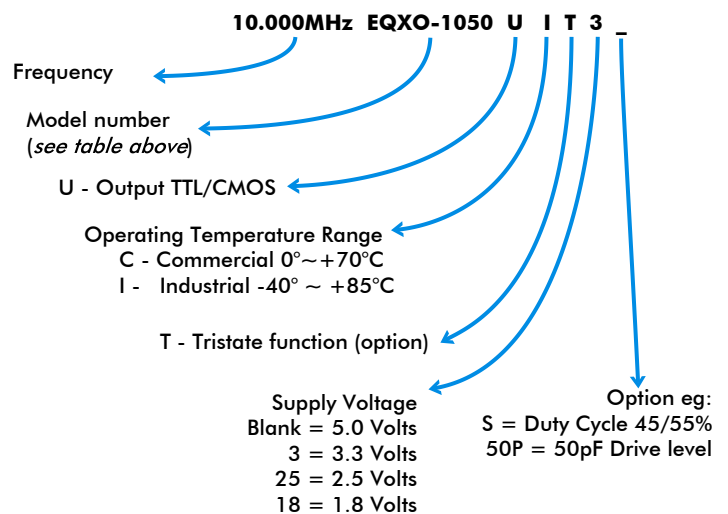 10.000MHz EQXO-1050 U I T 3 _
Frequency
Model number
(see table above)
U - Output TTL/CMOS
Operating Temperature Range
C - Commercial 0°~+70°C
I - Industrial -40° ~ +85°C
T - Tristate function (option)
Supply Voltage
Blank = 5.0 Volts
3 = 3.3 Volts
25 = 2.5 Volts
18 = 1.8 Volts
Option eg:
S = Duty Cycle 45/55%
50P = 50pF Drive level